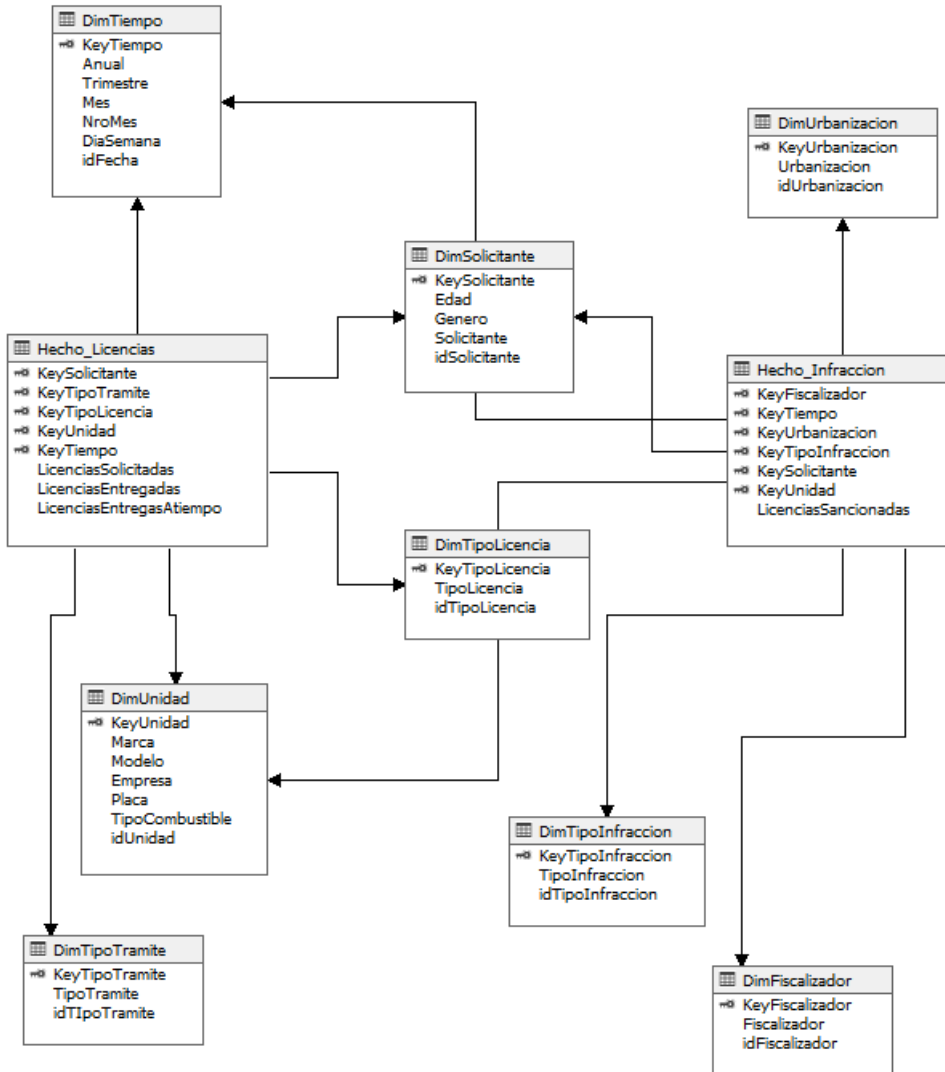 DimTiempo
KeyTiempo
Anual
Trimestre
Mes
NroMes
DiaSemana
idFecha
DimUrbanizacion
KeyUrbanizacion
Urbanizacion
idUrbanizacion
DimSolicitante
KeySolicitante
Edad
Genero
Solicitante
idSolicitante
Hecho_Licencias
KeySolicitante
KeyTipoTramite
KeyTipoLicencia
KeyUnidad
KeyTiempo
LicenciasSolicitadas
LicenciasEntregadas
LicenciasEntregasAtiempo
Hecho_Infraccion
KeyFiscalizador
KeyTiempo
KeyUrbanizacion
KeyTipoInfraccion
KeySolicitante
KeyUnidad
LicenciasSancionadas
DimTipoLicencia
KeyTipoLicencia
TipoLicencia
idTipoLicencia
DimUnidad
KeyUnidad
Marca
Modelo
Empresa
Placa
TipoCombustible
idUnidad
DimTipoInfraccion
KeyTipoInfraccion
TipoInfraccion
idTipoInfraccion
DimTipoTramite
KeyTipoTramite
TipoTramite
idTIpoTramite
DimFiscalizador
KeyFiscalizador
Fiscalizador
idFiscalizador